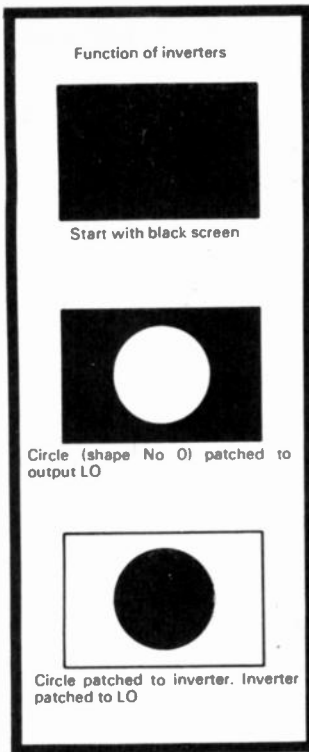 Function of inverters
Start with black screen
Circle (shape No 0) patched to
output LO
Circle patched to inverter. Inverter
patched to LO